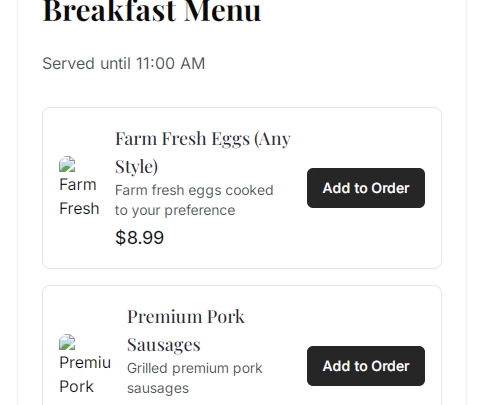 Breakfast Menu
Served until 11:00 AM
Farm Fresh
Farm Fresh Eggs (Any
Style)
Farm fresh eggs cooked
to your preference
$8.99
Add to Order
Premiu
Pork
Premium Pork
Sausages
Grilled premium pork
sausages
Add to Order